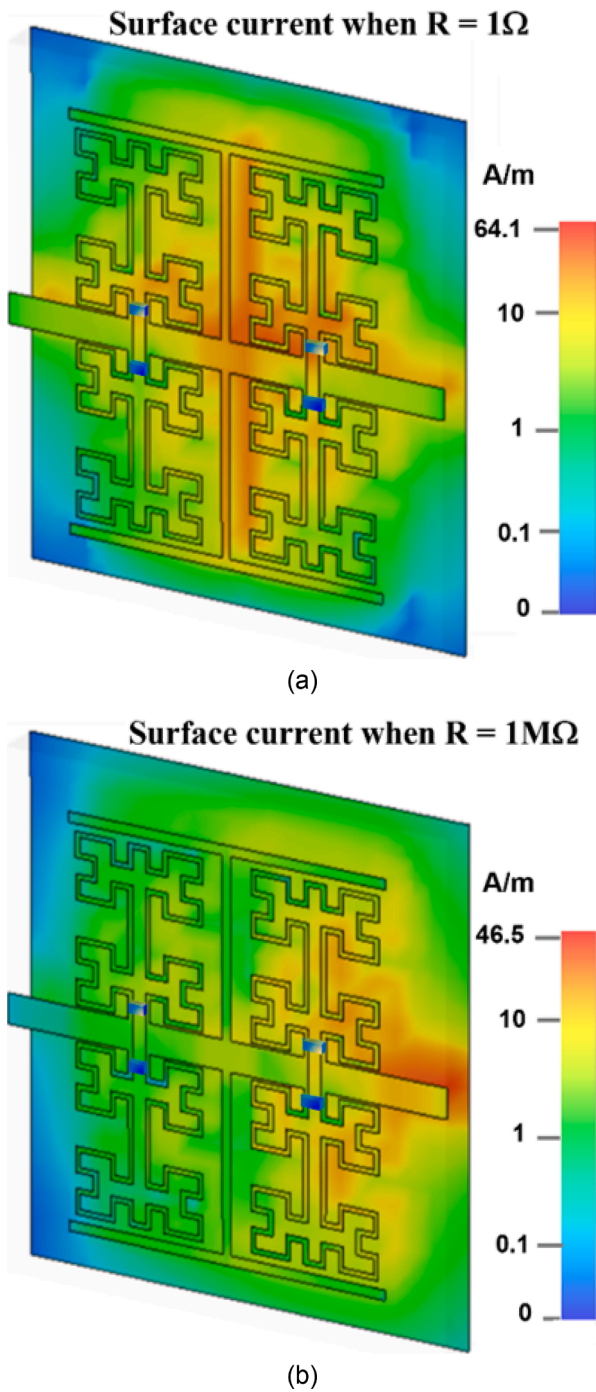 Surface current when R = 1Ω
A/m
64.1
10
1
0.1
0
(a)
Surface current when R = 1MΩ
A/m
46.5
10
1
0.1
0
(b)